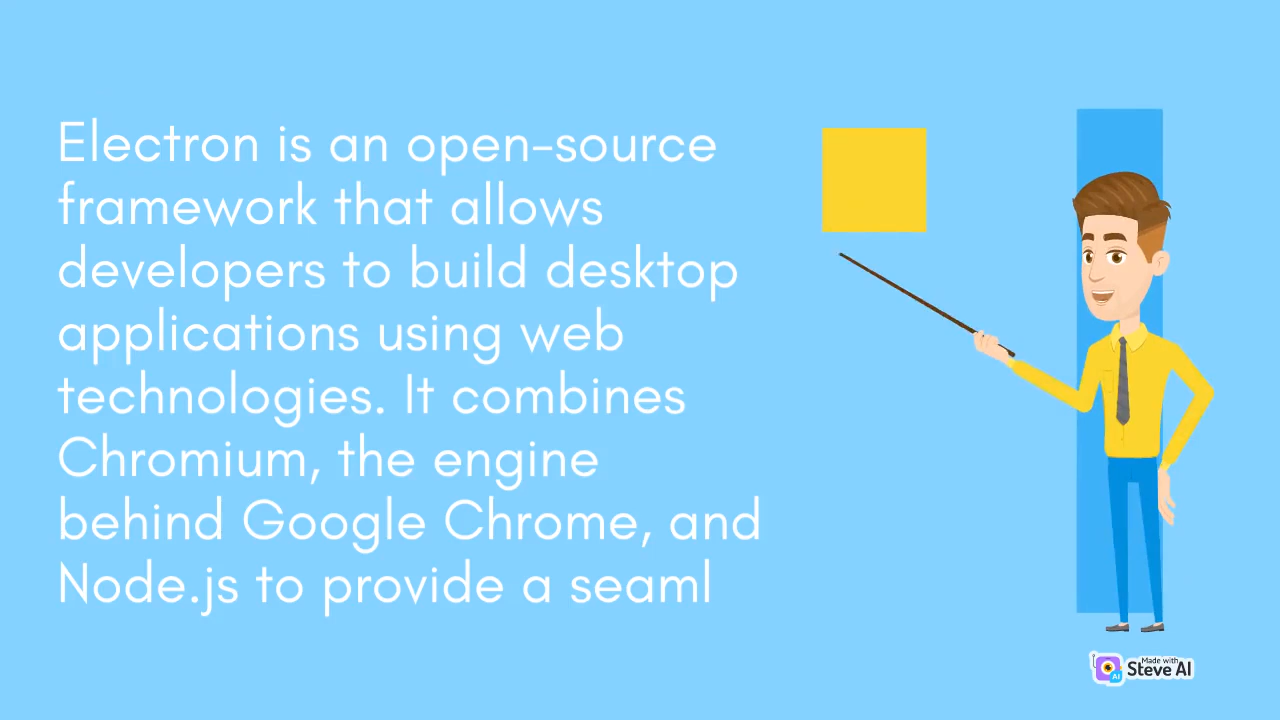 Electron is an open-source
framework that allows
developers to build desktop
applications using web
technologies. It combines
Chromium, the engine
behind Google Chrome, and
Node.js to provide a seaml
Made with
Steve AI
AI